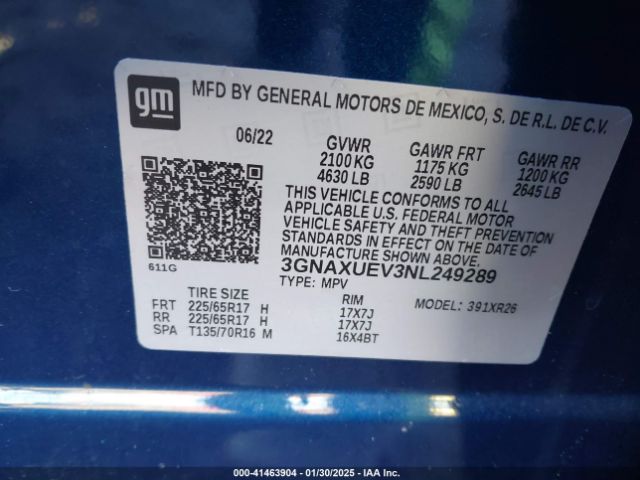 gm
MFD BY GENERAL MOTORS DE MEXICO, S. DE R.L. DE C.V.
06/22
GVWR GAWR FRT GAWR RR
2100 KG 1175 KG 1200 KG
4630 LB 2590 LB 2645 LB
THIS VEHICLE CONFORMS TO ALL
APPLICABLE U.S. FEDERAL MOTOR
VEHICLE SAFETY AND THEFT PREVENTION
STANDARDS IN EFFECT ON THE DATE OF
MANUFACTURE SHOWN ABOVE.
3GNAXUEV3NL249289
611G
TYPE: MPV
MODEL: 391XR26
TIRE SIZE RIM
FRT 225/65R17 H 17X7J
RR 225/65R17 H 17X7J
SPA T135/70R16 M 16X4BT
000-41463904 - 01/30/2025 - IAA Inc.